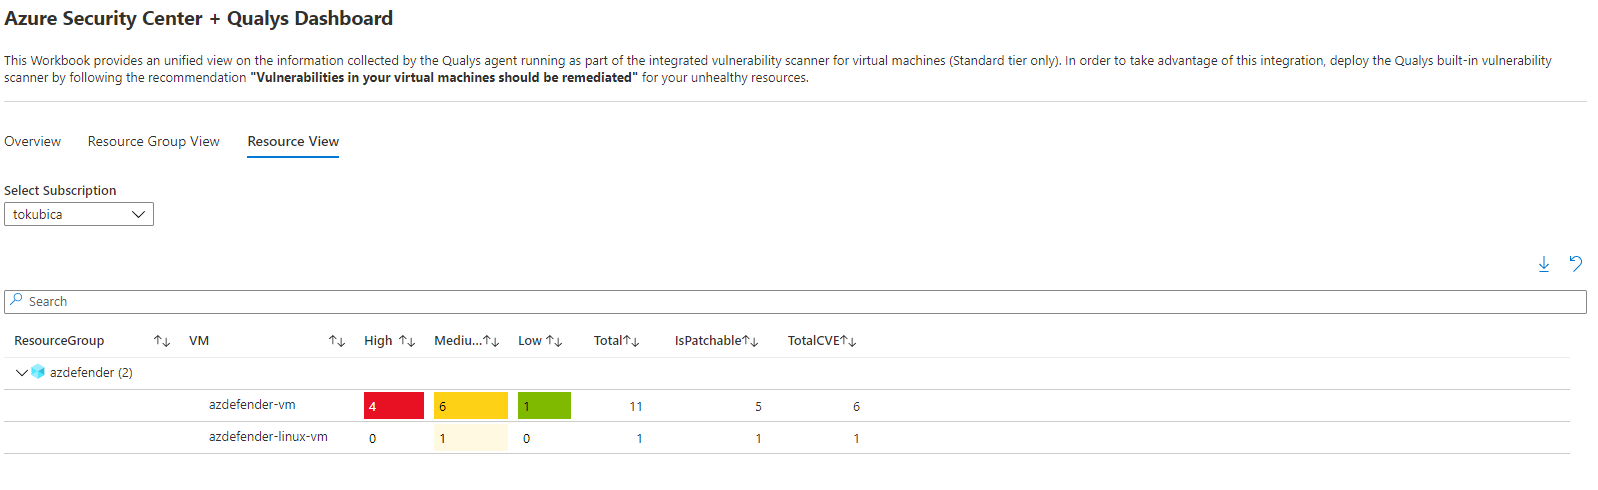 Azure Security Center + Qualys Dashboard
This Workbook provides an unified view on the information collected by the Qualys agent running as part of the integrated vulnerability scanner for virtual machines (Standard tier only). In order to take advantage of this integration, deploy the Qualys built-in vulnerability
scanner by following the recommendation "Vulnerabilities in your virtual machines should be remediated" for your unhealthy resources.
Overview Resource Group View Resource View
Select Subscription
tokubica
Search
ResourceGroup VM High Mediu... Low Total IsPatchable TotalCVE
azdefender (2)
azdefender-vm 4 6 1 11 5 6
azdefender-linux-vm 0 1 0 1 1 1